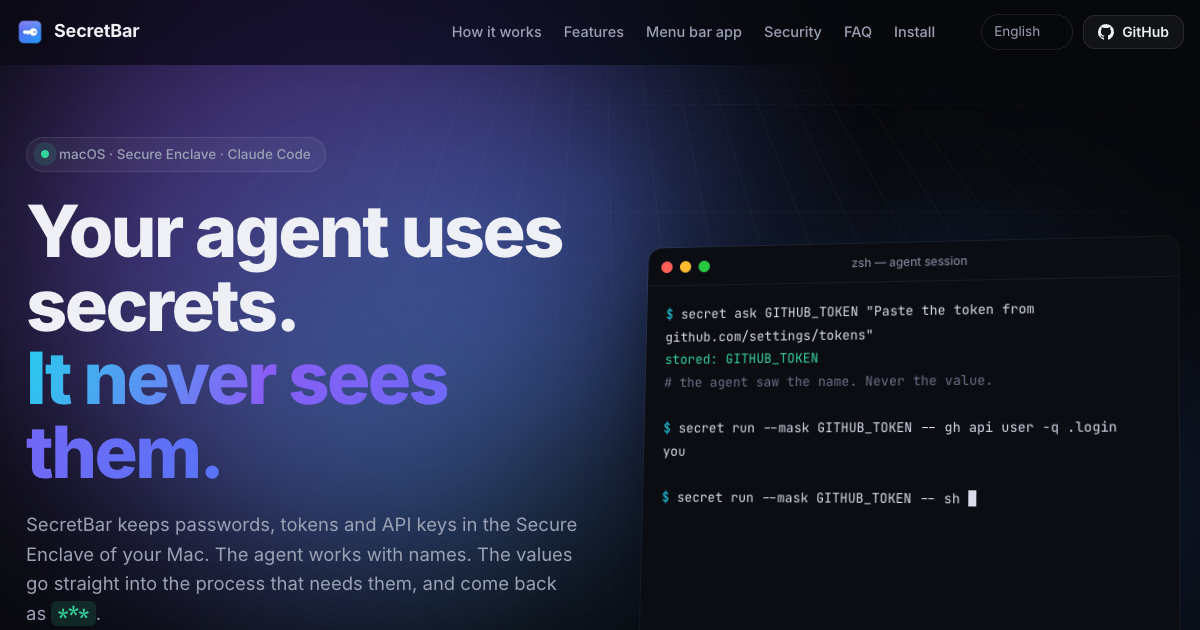 SecretBar
How it works
Features
Menu bar app
Security
FAQ
Install
English
GitHub
macOS · Secure Enclave · Claude Code
Your agent uses
secrets.
It never sees
them.
SecretBar keeps passwords, tokens and API keys in the Secure
Enclave of your Mac. The agent works with names. The values
go straight into the process that needs them, and come back
as *** .
zsh — agent session
$ secret ask GITHUB_TOKEN "Paste the token from
github.com/settings/tokens"
stored: GITHUB_TOKEN
# the agent saw the name. Never the value.
$ secret run --mask GITHUB_TOKEN -- gh api user -q .login
you
$ secret run --mask GITHUB_TOKEN -- sh